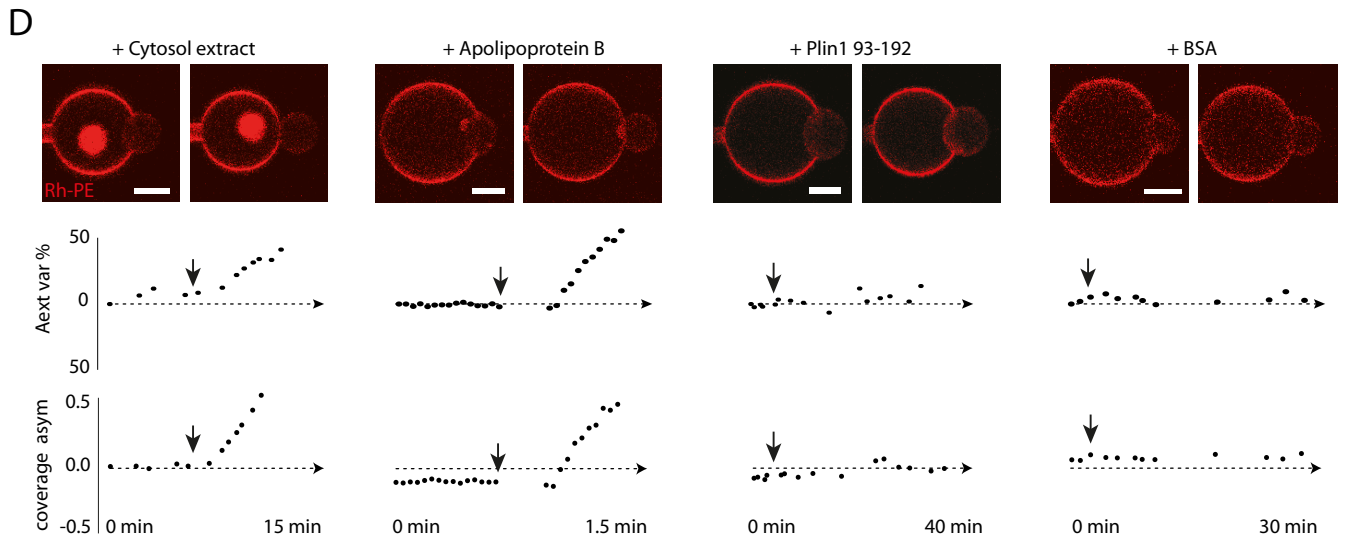 D
+ Cytosol extract
+ Apolipoprotein B
+ Plin1 93-192
+ BSA
Rh-PE
Aext var %
50
0
50
coverage asym
0.5
0.0
-0.5
0 min
15 min
0 min
1.5 min
0 min
40 min
0 min
30 min